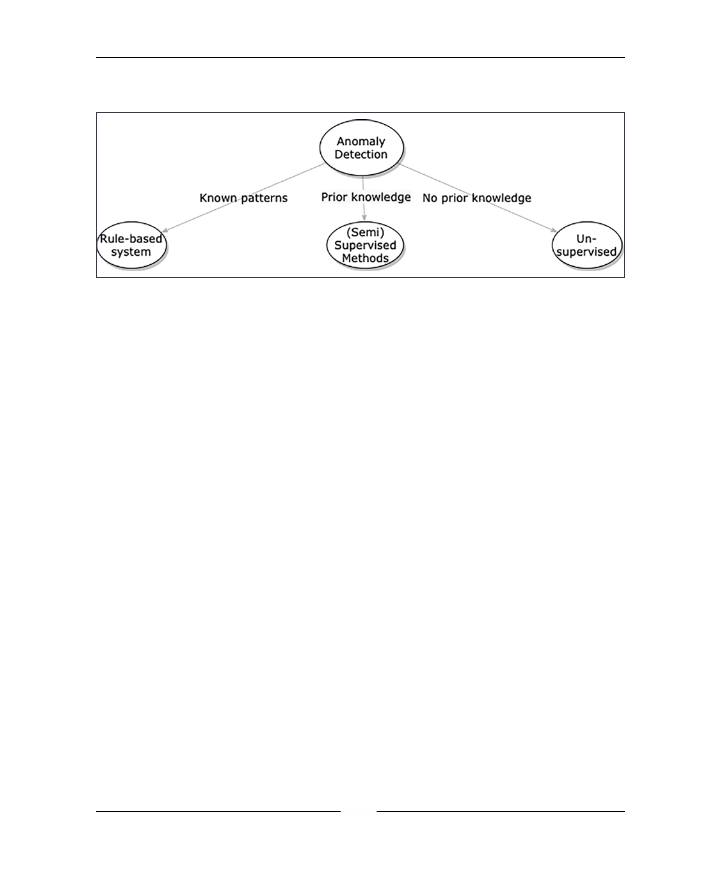 Anomaly
Detection
Known patterns
Prior knowledge
No prior knowledge
Rule-based
system
(Semi)
Supervised
Methods
Un-
supervised